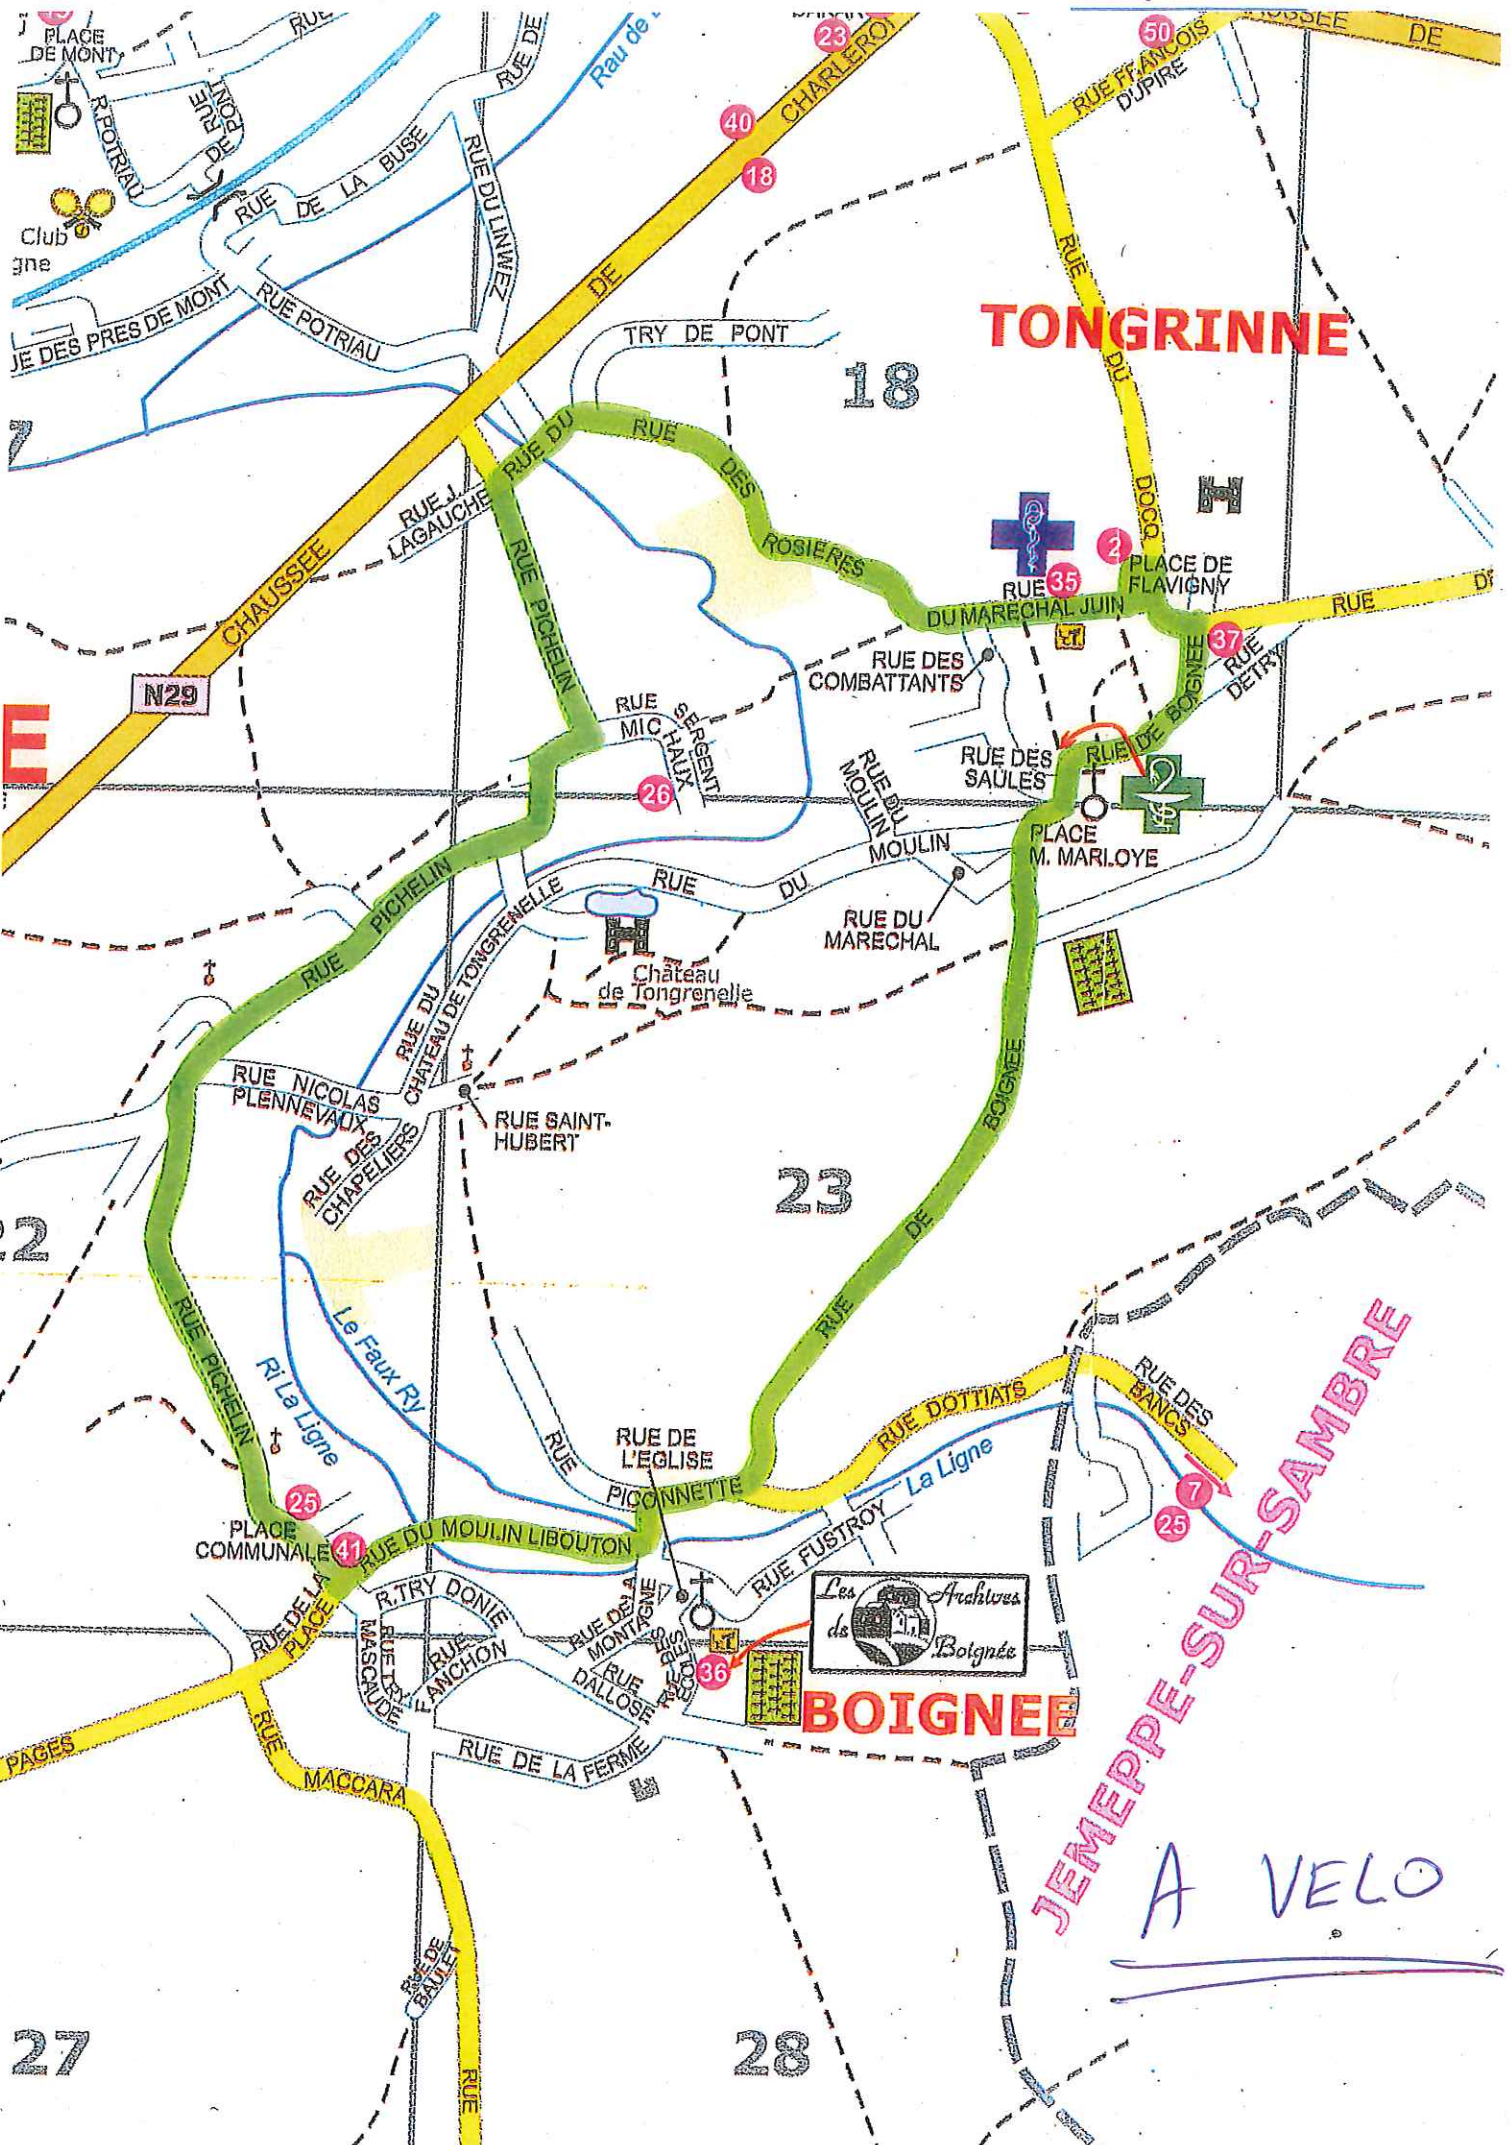 PLACE
DE MONT
RUE
RUE DE
Rau de
23
CHARLEROI
50
RUE FRANCOIS
DUPIRE
DE
R.POTRIAU
RUE
DE
PONT
40
18
RUE DE LA BUSE
RUE DU LINWEZ
Club
gne
DE
RUE
DU
DOCQ
TONGRINNE
RUE POTRIAU
UE DES PRES DE MONT
TRY DE PONT
18
RUE DU
RUE
DES
ROSIERES
RUE J.
LAGAUCHE
CHAUSSEE
RUE PICHELIN
2
PLACE DE
FLAVIGNY
RUE
35
DU MARECHAL JUIN
RUE
37
RUE
DETRY
RUE DES
COMBATTANTS
N29
E
RUE
MICHAUX
SERGENT
26
RUE DE BOIGNEE
RUE DES
SAULES
RUE DU
MOULIN
PLACE
M. MARLOYE
RUE DU MOULIN
RUE DU
MARECHAL
RUE PICHELIN
RUE DU
CHATEAU DE TONGRENELLE
Château
de Tongrenelle
RUE NICOLAS
PLENNEVAUX
RUE SAINT-
HUBERT
RUE DES
CHAPELIERS
RUE DE BOIGNEE
22
23
RUE PICHELIN
Le Faux Ry
Ri La Ligne
RUE DOTTIATS
RUE DES
BANCS
JEMEPPE-SUR-SAMBRE
La Ligne
7
25
RUE DE
L'EGLISE
RUE
PICONNETTE
25
PLACE
COMMUNALE
41
RUE DU MOULIN LIBOUTON
RUE FUSTROY
RUE DE LA
PLACE
R.TRY DONIE
MASCAUDE
RUE TRY
RUE
FANCHON
RUE DE LA
MONTAGNE
RUE
DALLOSE
RUE DES
ECOLES
36
Les Archives
de Boignée
BOIGNEE
PAGES
RUE
MACCARA
RUE DE LA FERME
A VELO
RUE DE
BAULET
27
28
RUE